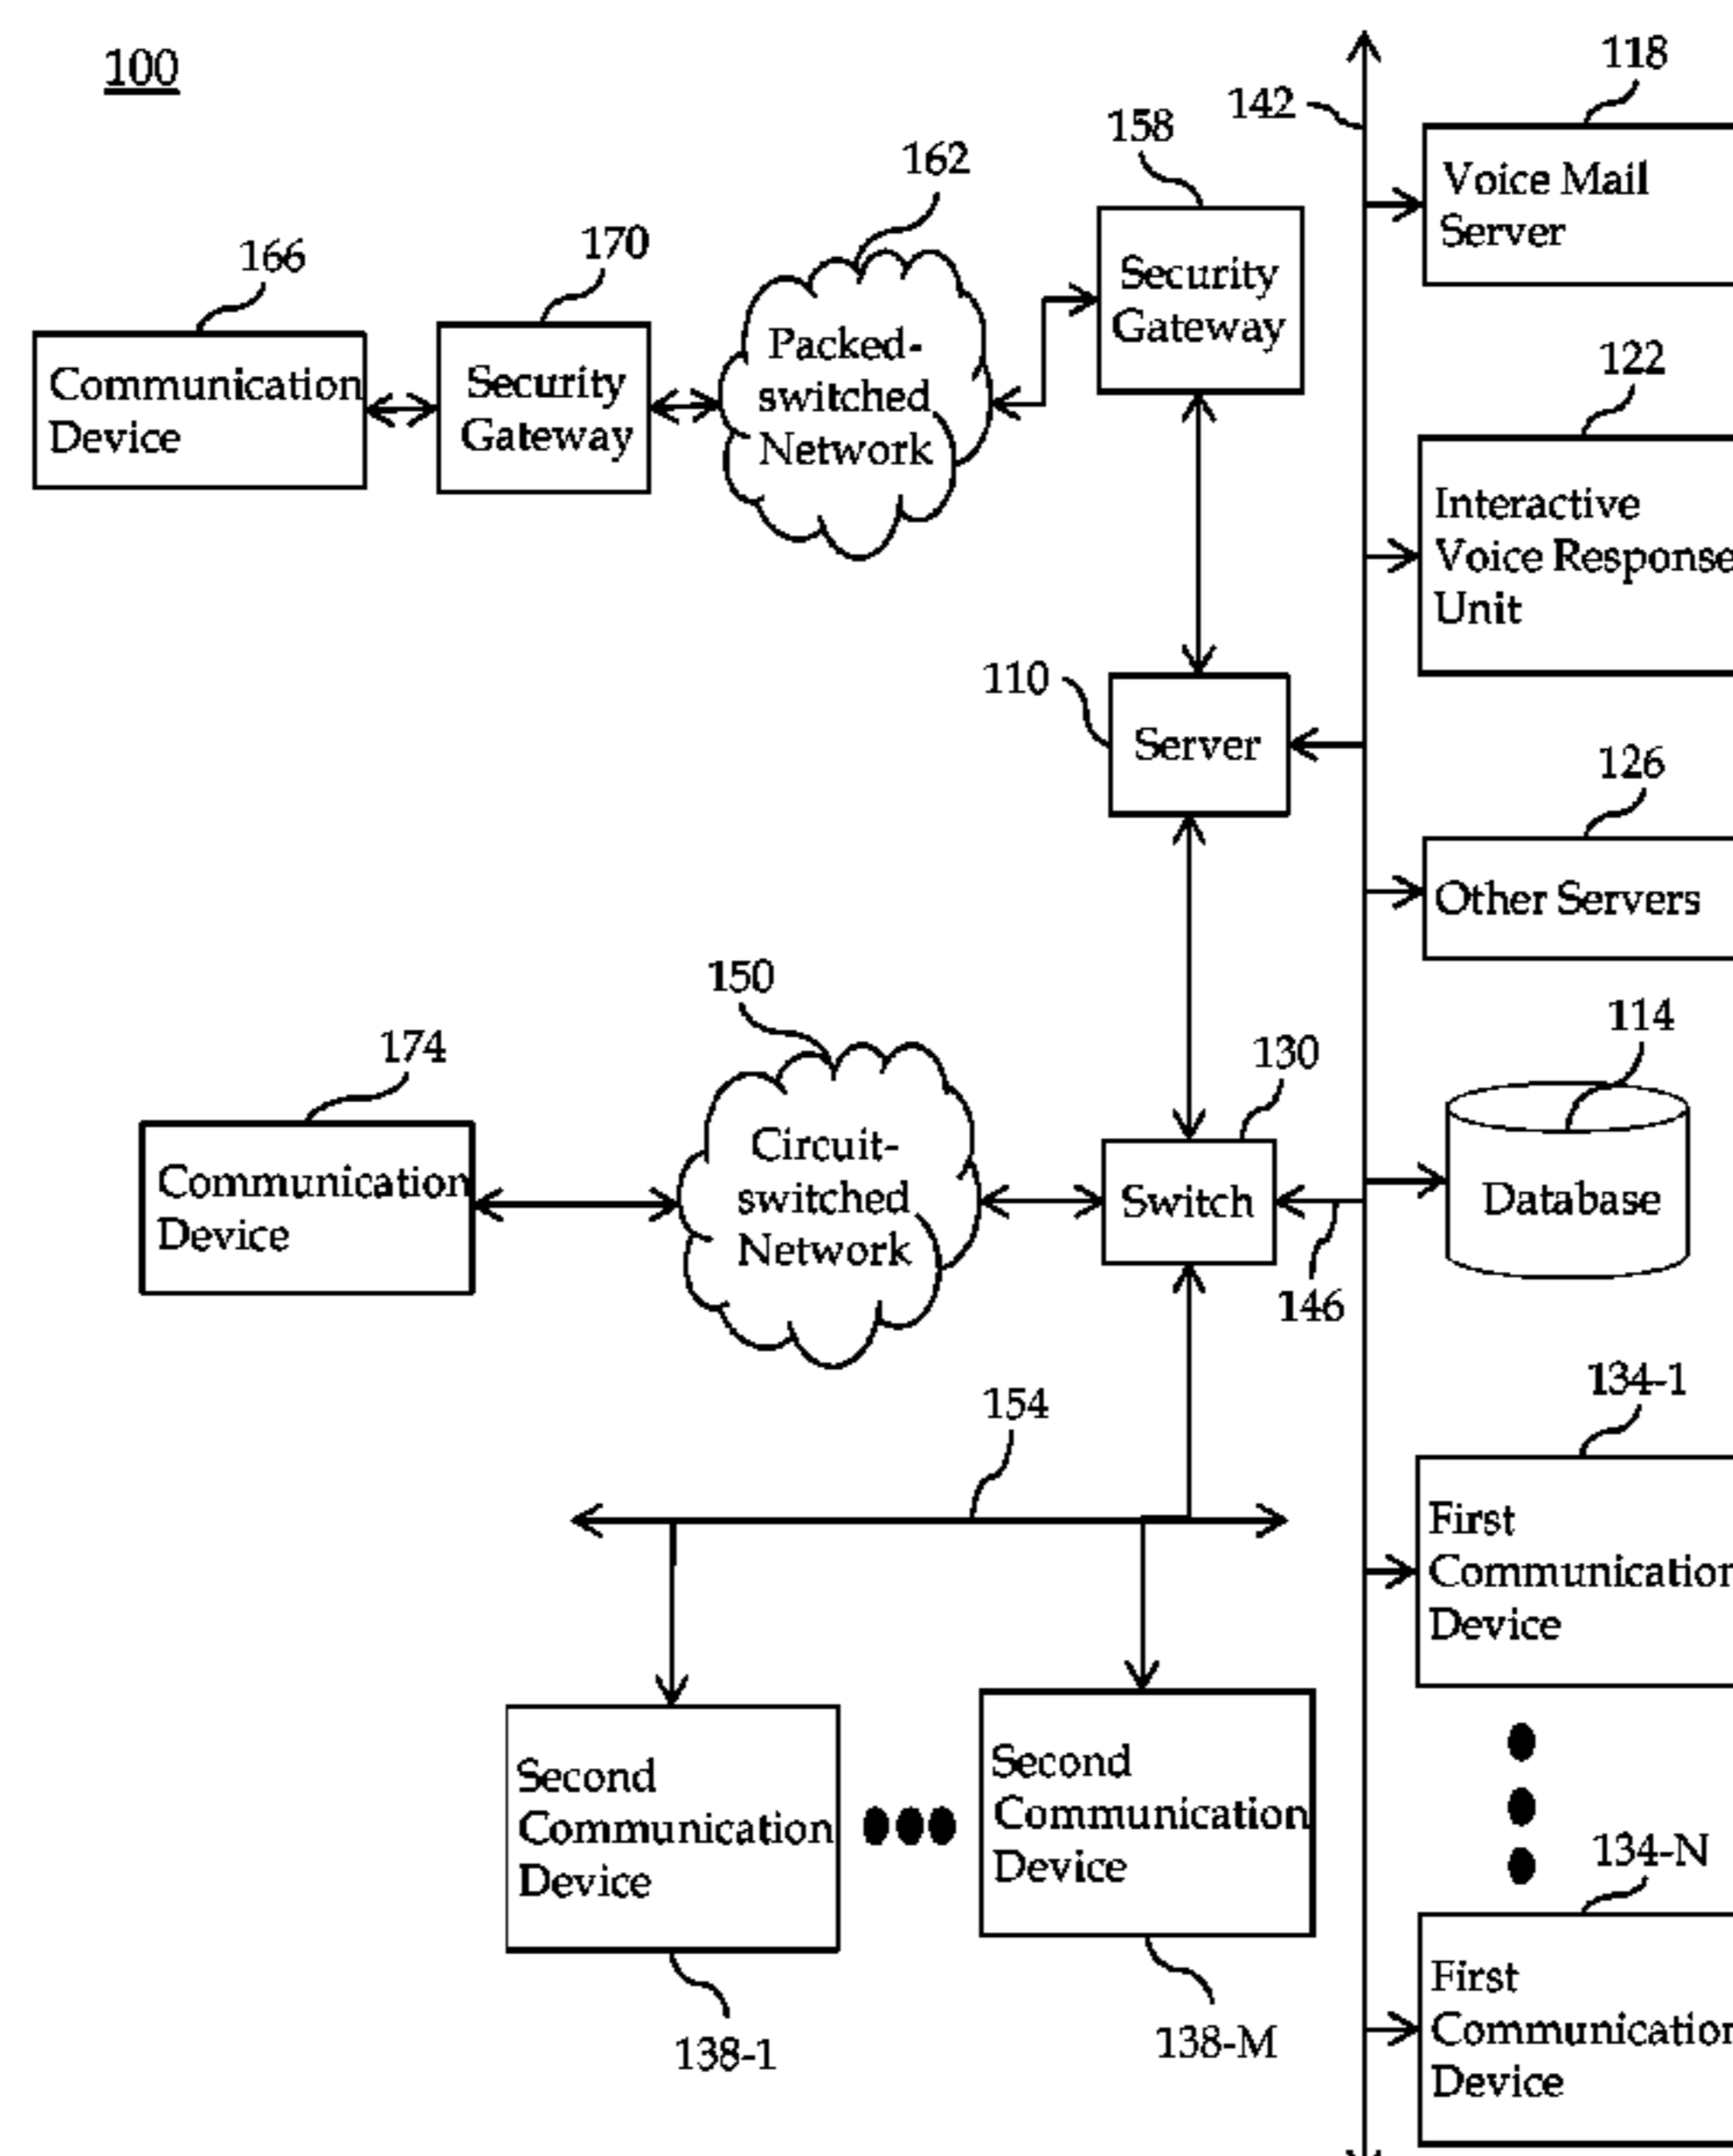 100
118
142
158
162
Voice Mail
Server
170
166
Security
Gateway
Packed-
switched
Network
Security
Gateway
Communication
Device
122
Interactive
Voice Response
Unit
110
Server
126
Other Servers
150
114
174
130
Circuit-
switched
Network
Communication
Device
Switch
Database
146
134-1
154
First
Communication
Device
Second
Communication
Device
Second
Communication
Device
134-N
First
Communication
Device
138-1
138-M